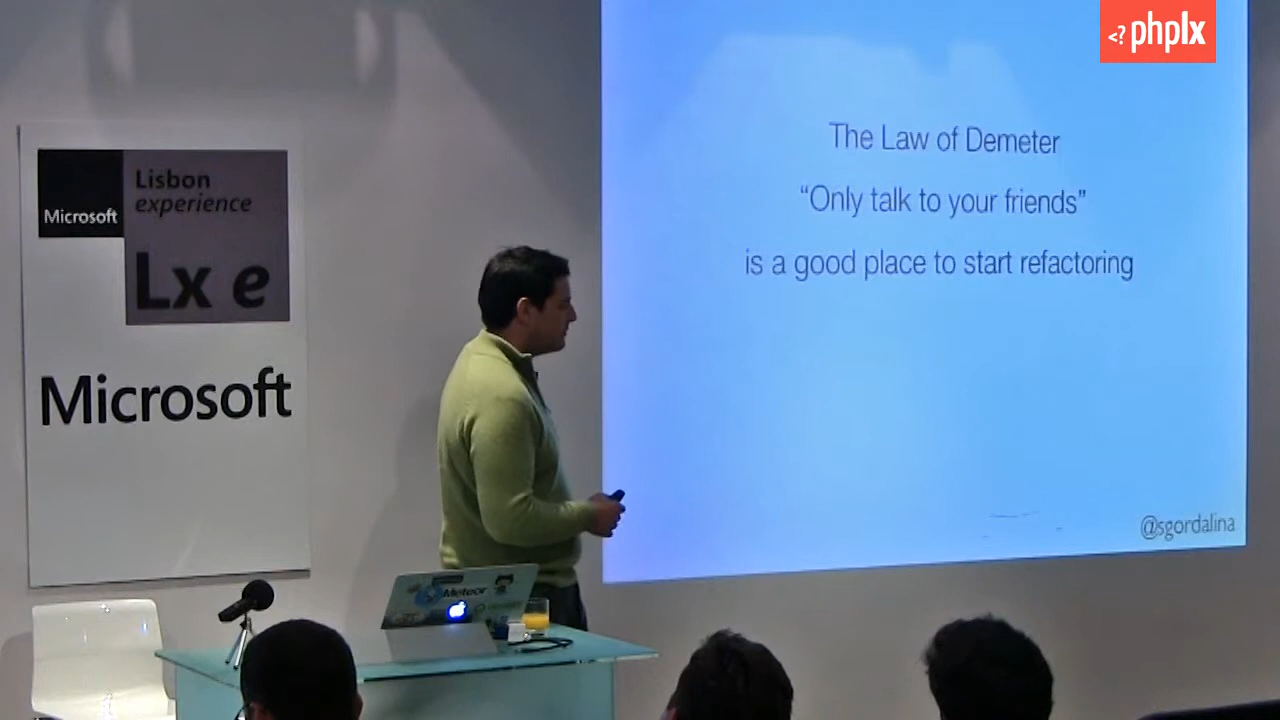 <? phplx
The Law of Demeter
“Only talk to your friends”
is a good place to start refactoring
@sgordalina
Microsoft
Lisbon
experience
Lx e
Microsoft
Meteor